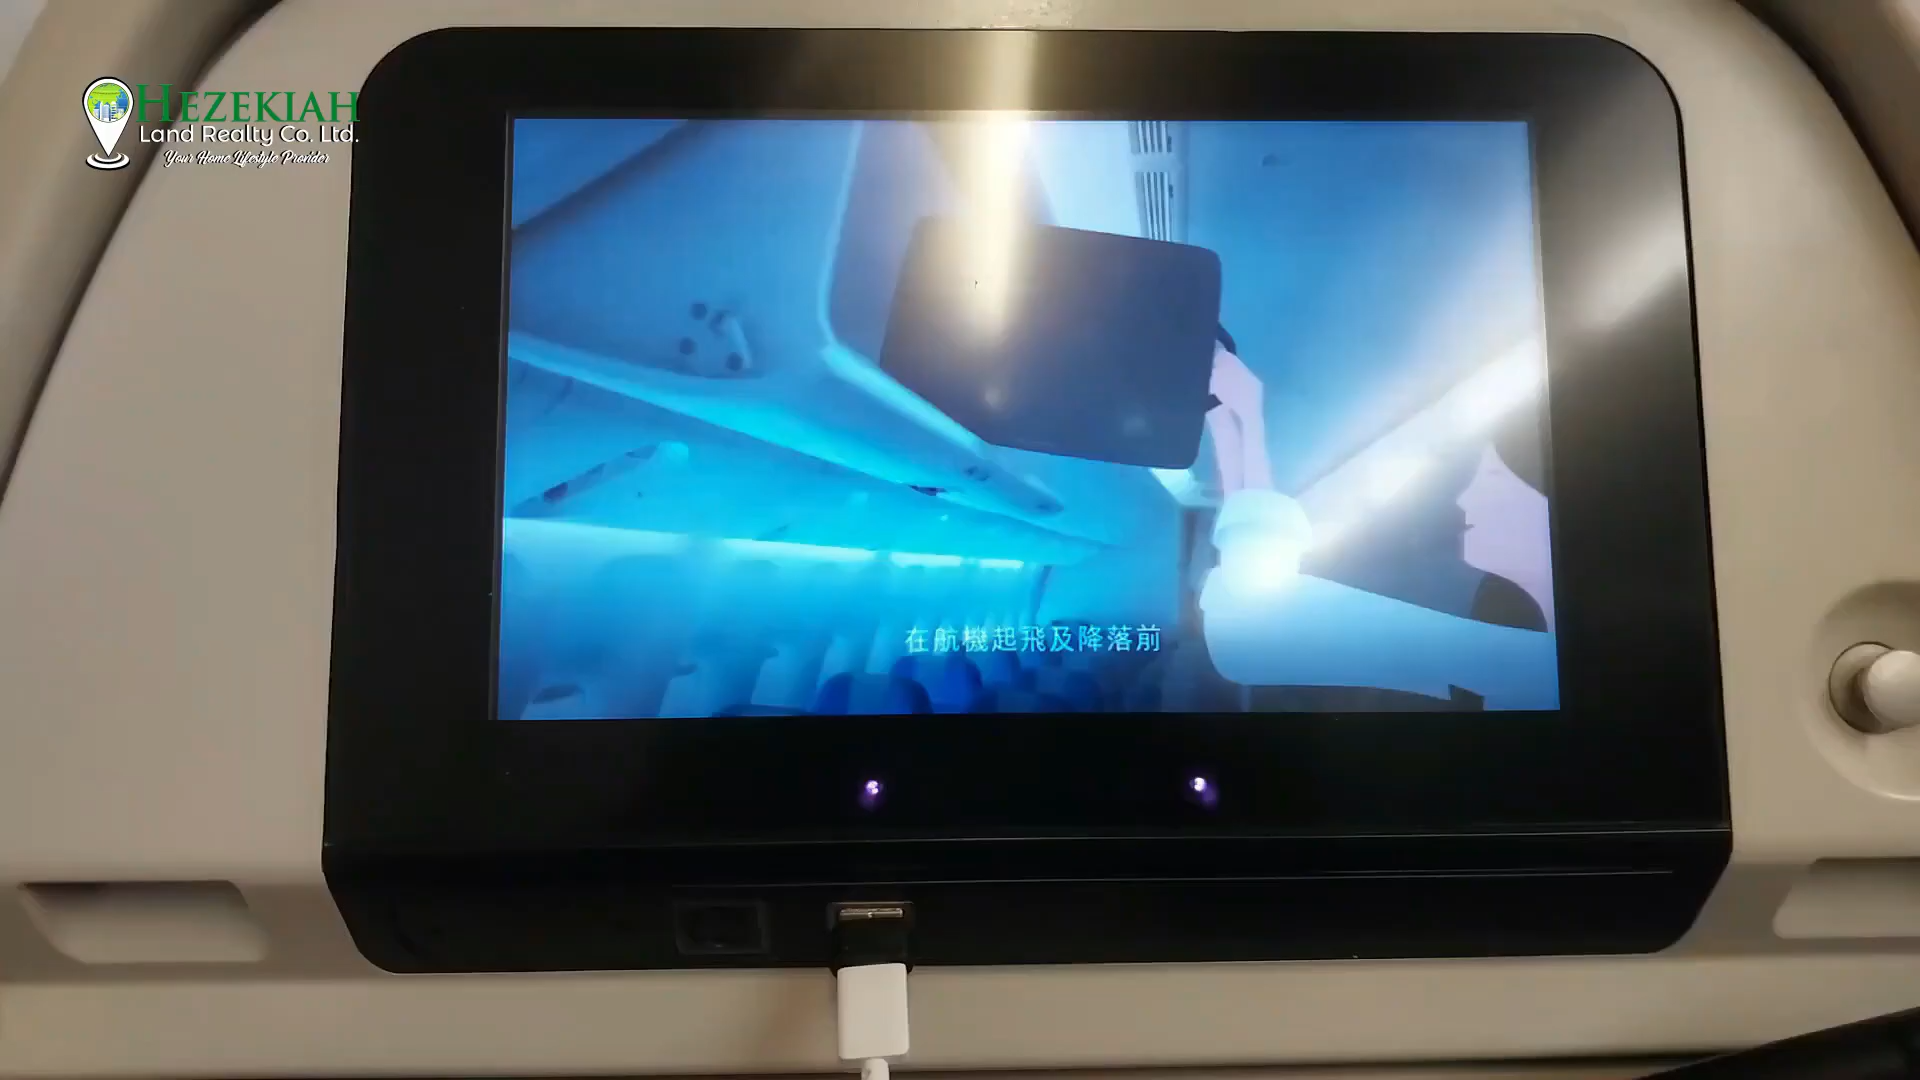 HEZEKIAH
Land Realty Co. Ltd.
Your Home Lifestyle Provider
在航機起飛及降落前